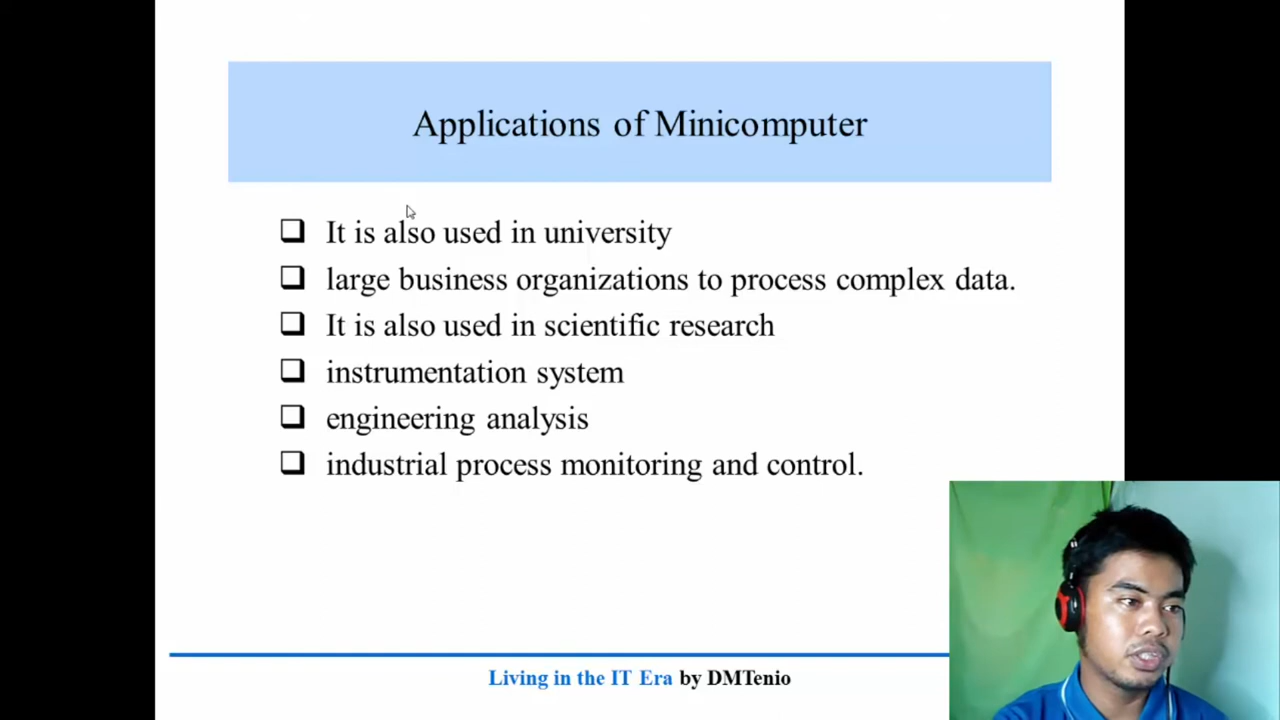 Applications of Minicomputer
It is also used in university
large business organizations to process complex data.
It is also used in scientific research
instrumentation system
engineering analysis
industrial process monitoring and control.
Living in the IT Era by DMTenio